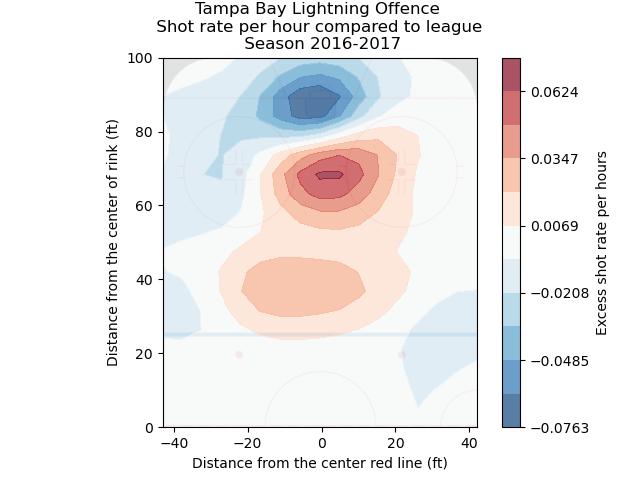 Tampa Bay Lightning Offence
Shot rate per hour compared to league
Season 2016-2017
100
80
60
40
20
0
−40
−20
0
20
40
Distance from the center of rink (ft)
Distance from the center red line (ft)
0.0624
0.0347
0.0069
−0.0208
−0.0485
−0.0763
Excess shot rate per hours